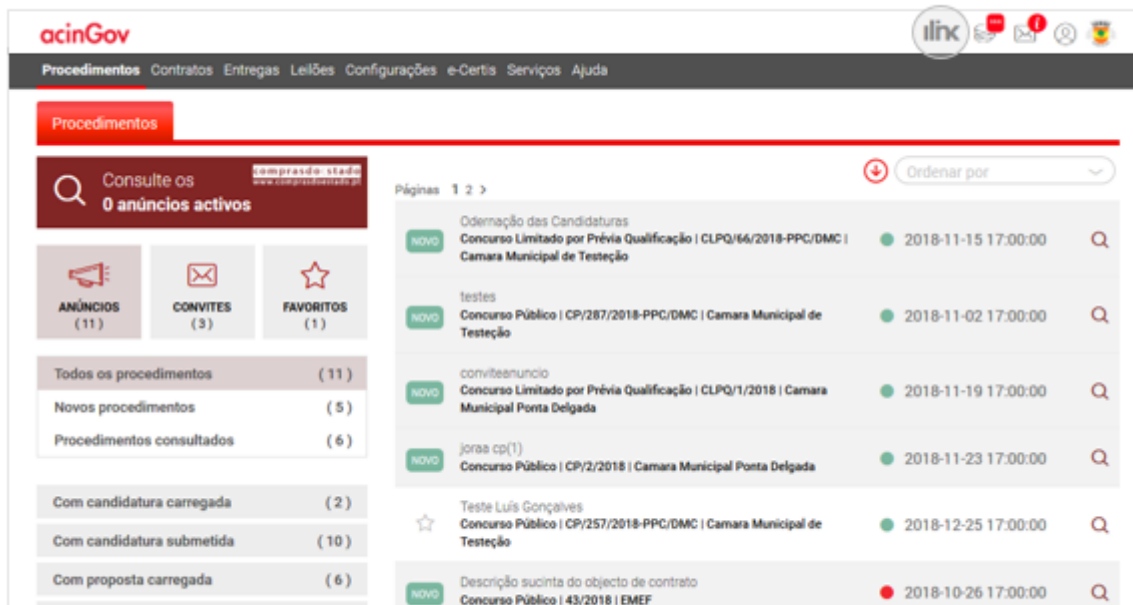 acinGov
ilinx
Procedimentos Contratos Entregas Leilões Configurações e-Certis Serviços Ajuda
Procedimentos
Consulte os
0 anúncios activos
comprasdo stado
www.comprasdoestado.pt
ANÚNCIOS
(11)
CONVITES
(3)
FAVORITOS
(1)
Todos os procedimentos (11)
Novos procedimentos (5)
Procedimentos consultados (6)
Com candidatura carregada (2)
Com candidatura submetida (10)
Com proposta carregada (6)
Páginas 1 2 >
Ordenar por
NOVO
Odernação das Candidaturas
Concurso Limitado por Prévia Qualificação | CLPQ/66/2018-PPC/DMC |
Camara Municipal de Testeção
2018-11-15 17:00:00
NOVO
testes
Concurso Público | CP/287/2018-PPC/DMC | Camara Municipal de
Testeção
2018-11-02 17:00:00
NOVO
conviteanuncio
Concurso Limitado por Prévia Qualificação | CLPQ/1/2018 | Camara
Municipal Ponta Delgada
2018-11-19 17:00:00
NOVO
joraa cp(1)
Concurso Público | CP/2/2018 | Camara Municipal Ponta Delgada
2018-11-23 17:00:00
Teste Luís Gonçalves
Concurso Público | CP/257/2018-PPC/DMC | Camara Municipal de
Testeção
2018-12-25 17:00:00
NOVO
Descrição sucinta do objecto de contrato
Concurso Público | 43/2018 | EMEF
2018-10-26 17:00:00